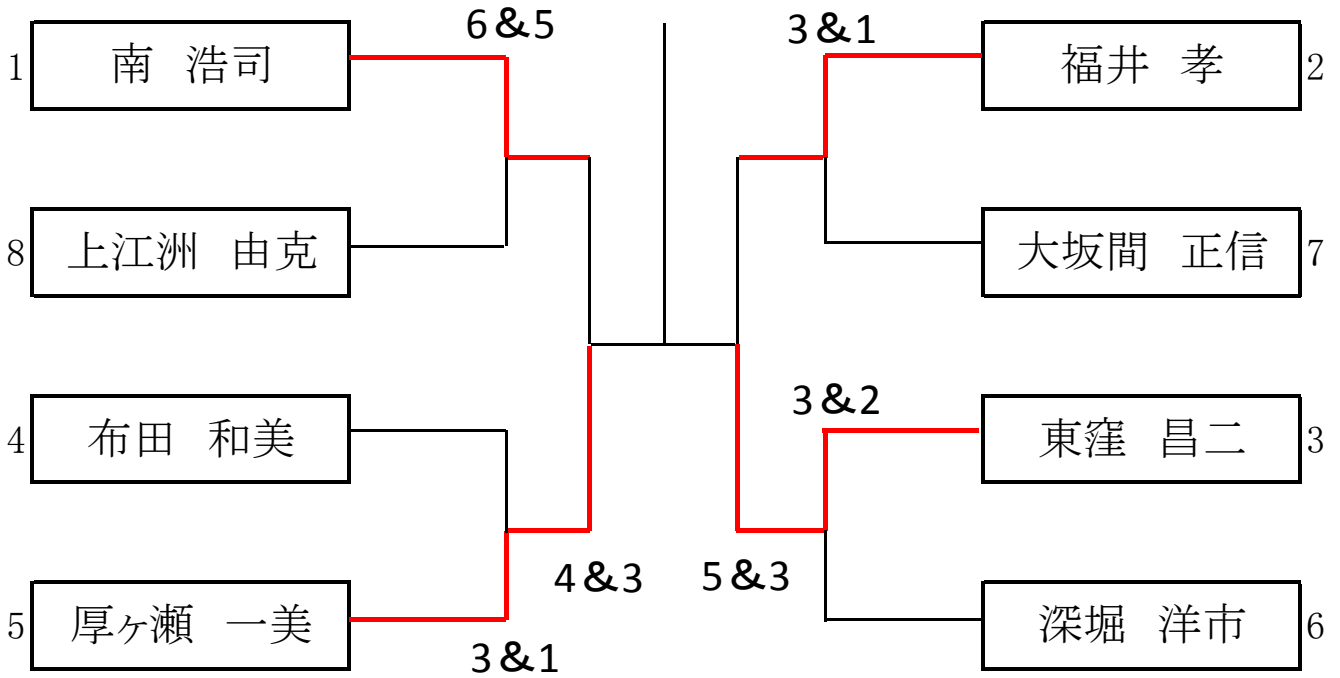 6&5
3&1
1 南 浩司
福井 孝 2
8 上江洲 由克
大坂間 正信 7
3&2
4 布田 和美
東窪 昌二 3
4&3 5&3
5 厚ヶ瀬 一美
深堀 洋市 6
3&1